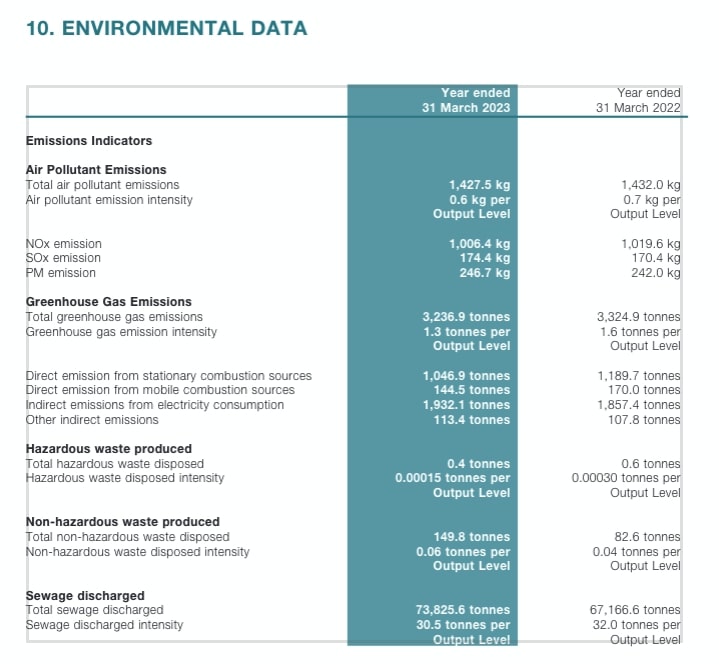 10. ENVIRONMENTAL DATA
Year ended Year ended
31 March 2023 31 March 2022
Emissions Indicators
Air Pollutant Emissions
Total air pollutant emissions 1,427.5 kg 1,432.0 kg
Air pollutant emission intensity 0.6 kg per 0.7 kg per
Output Level Output Level
NOx emission 1,006.4 kg 1,019.6 kg
SOx emission 174.4 kg 170.4 kg
PM emission 246.7 kg 242.0 kg
Greenhouse Gas Emissions
Total greenhouse gas emissions 3,236.9 tonnes 3,324.9 tonnes
Greenhouse gas emission intensity 1.3 tonnes per 1.6 tonnes per
Output Level Output Level
Direct emission from stationary combustion sources 1,046.9 tonnes 1,189.7 tonnes
Direct emission from mobile combustion sources 144.5 tonnes 170.0 tonnes
Indirect emissions from electricity consumption 1,932.1 tonnes 1,857.4 tonnes
Other indirect emissions 113.4 tonnes 107.8 tonnes
Hazardous waste produced
Total hazardous waste disposed 0.4 tonnes 0.6 tonnes
Hazardous waste disposed intensity 0.00015 tonnes per 0.00030 tonnes per
Output Level Output Level
Non-hazardous waste produced
Total non-hazardous waste disposed 149.8 tonnes 82.6 tonnes
Non-hazardous waste disposed intensity 0.06 tonnes per 0.04 tonnes per
Output Level Output Level
Sewage discharged
Total sewage discharged 73,825.6 tonnes 67,166.6 tonnes
Sewage discharged intensity 30.5 tonnes per 32.0 tonnes per
Output Level Output Level